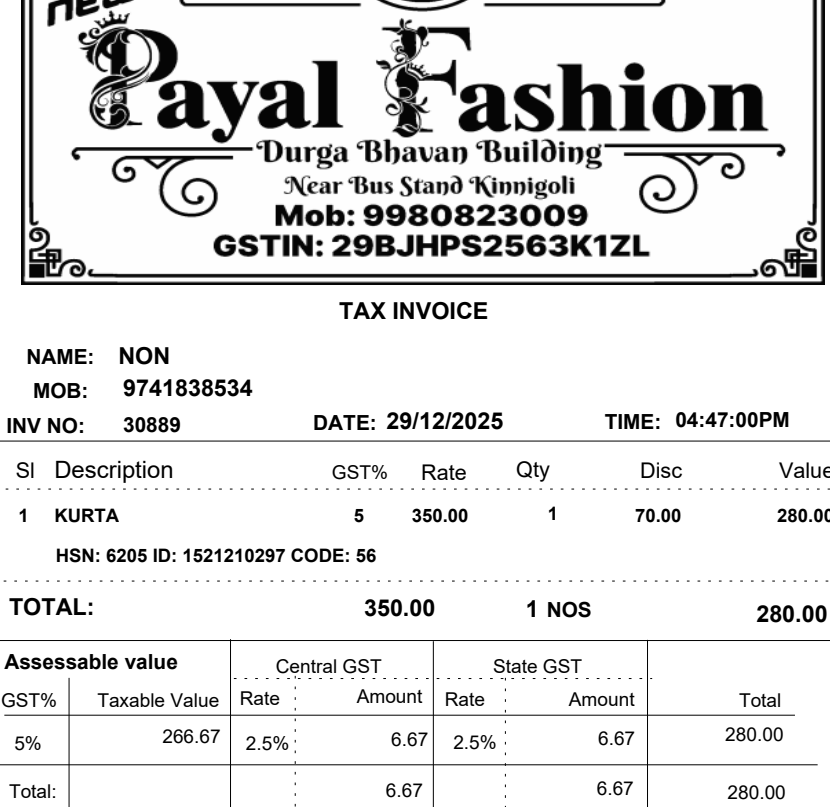 new
Payal Fashion
Durga Bhavan Building
Near Bus Stand Kinnigoli
Mob: 9980823009
GSTIN: 29BJHPS2563K1ZL
TAX INVOICE
NAME: NON
MOB: 9741838534
INV NO: 30889 DATE: 29/12/2025 TIME: 04:47:00PM
Sl Description GST% Rate Qty Disc Value
1 KURTA 5 350.00 1 70.00 280.00
HSN: 6205 ID: 1521210297 CODE: 56
TOTAL: 350.00 1 NOS 280.00
Assessable value Central GST State GST
GST% Taxable Value Rate Amount Rate Amount Total
5% 266.67 2.5% 6.67 2.5% 6.67 280.00
Total: 6.67 6.67 280.00